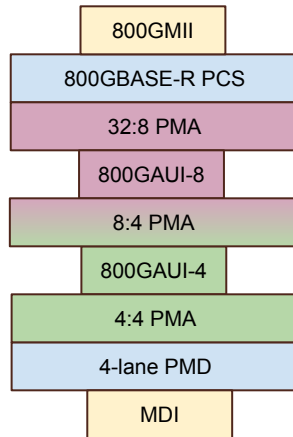 800GMII
800GBASE-R PCS
32:8 PMA
800GAUI-8
8:4 PMA
800GAUI-4
4:4 PMA
4-lane PMD
MDI